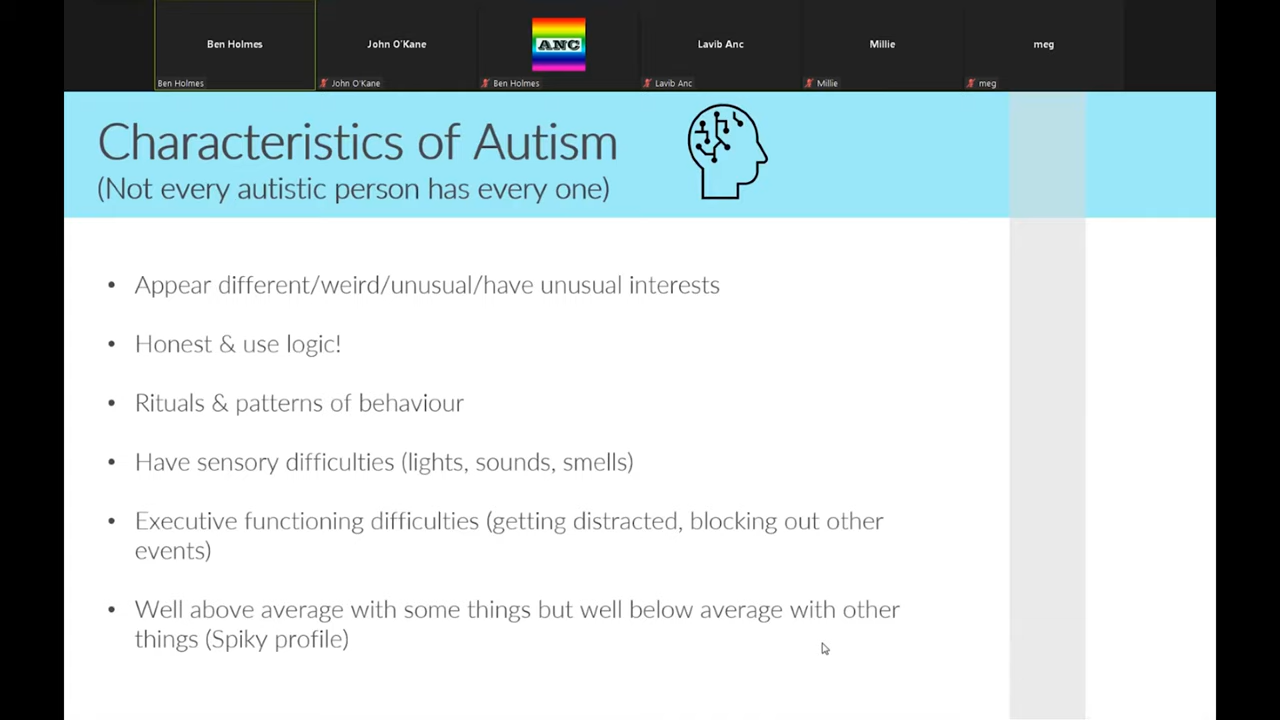 Ben Holmes
John O'Kane
ANC
Lavib Anc
Millie
meg
Ben Holmes
John O'Kane
Ben Holmes
Lavib Anc
Millie
meg
Characteristics of Autism
(Not every autistic person has every one)
• Appear different/weird/unusual/have unusual interests
• Honest & use logic!
• Rituals & patterns of behaviour
• Have sensory difficulties (lights, sounds, smells)
• Executive functioning difficulties (getting distracted, blocking out other
events)
• Well above average with some things but well below average with other
things (Spiky profile)